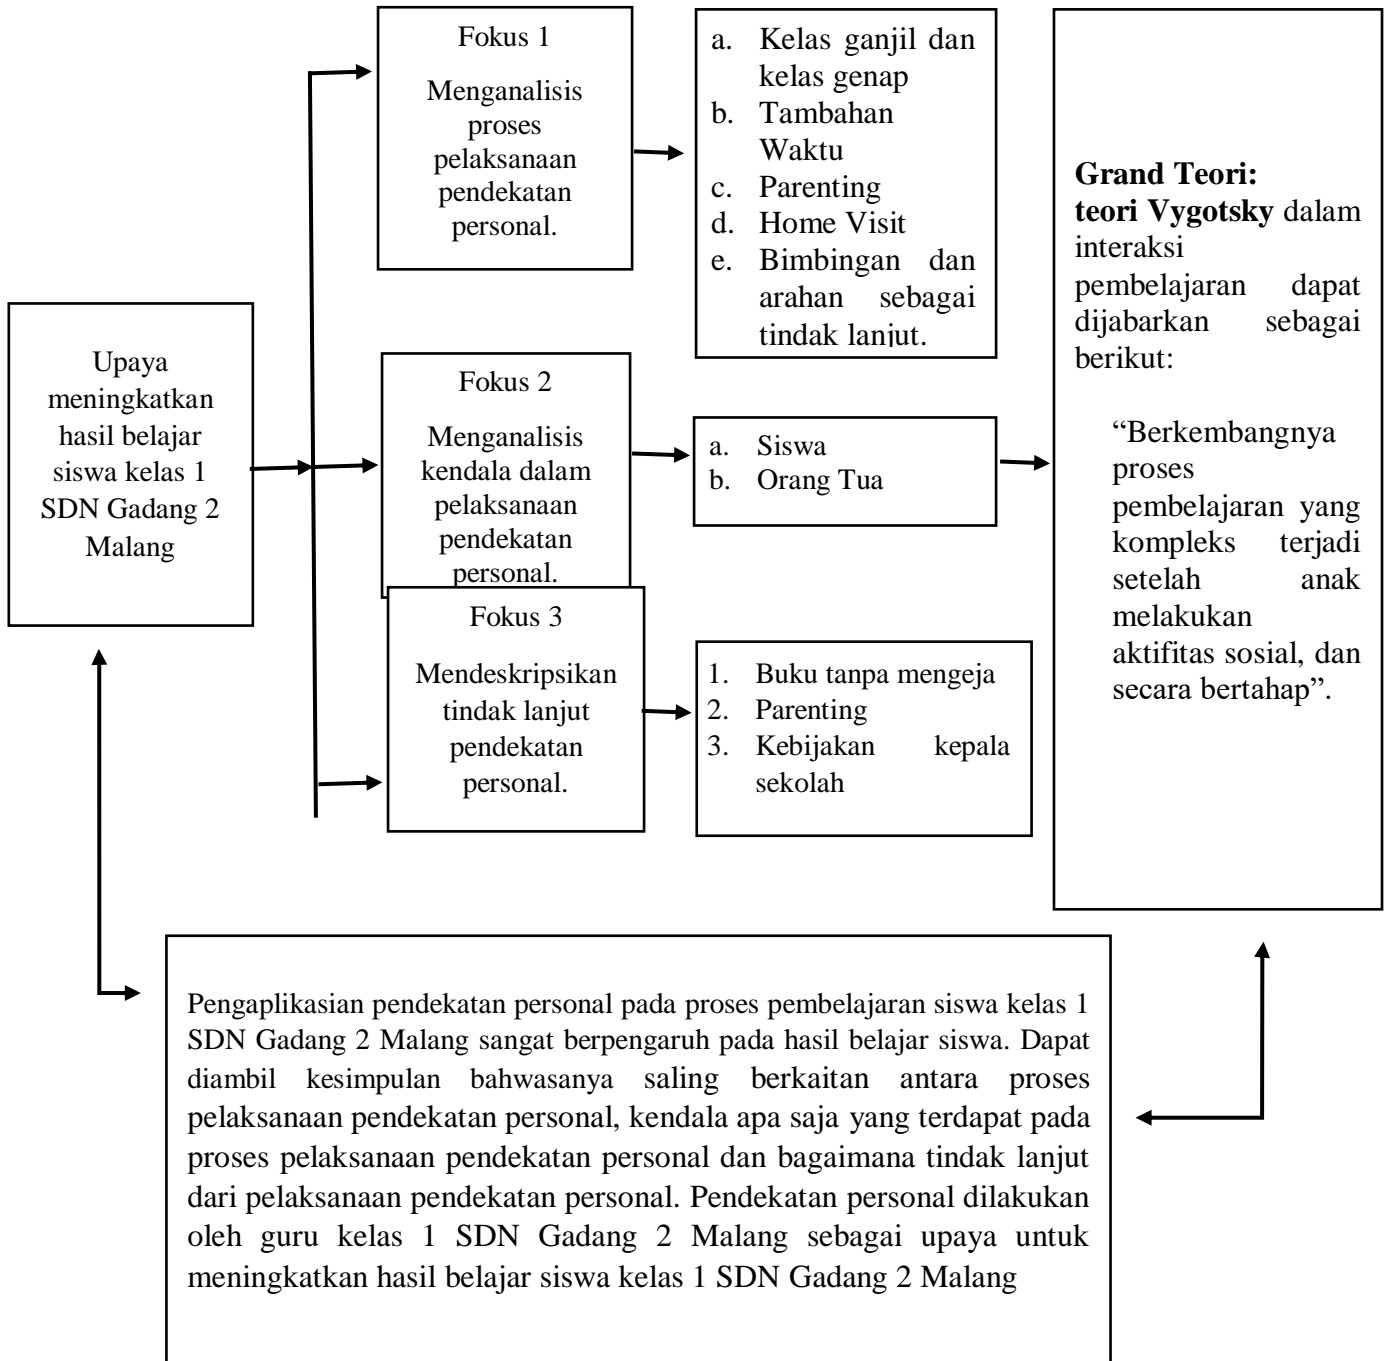 Upaya
meningkatkan
hasil belajar
siswa kelas 1
SDN Gadang 2
Malang
Fokus 1
Menganalisis
proses
pelaksanaan
pendekatan
personal.
a. Kelas ganjil dan
kelas genap
b. Tambahan
Waktu
c. Parenting
d. Home Visit
e. Bimbingan dan
arahan sebagai
tindak lanjut.
Fokus 2
Menganalisis
kendala dalam
pelaksanaan
pendekatan
personal.
a. Siswa
b. Orang Tua
Fokus 3
Mendeskripsikan
tindak lanjut
pendekatan
personal.
1. Buku tanpa mengeja
2. Parenting
3. Kebijakan kepala
sekolah
Grand Teori:
teori Vygotsky dalam
interaksi
pembelajaran dapat
dijabarkan sebagai
berikut:
“Berkembangnya
proses
pembelajaran yang
kompleks terjadi
setelah anak
melakukan
aktifitas sosial, dan
secara bertahap”.
Pengaplikasian pendekatan personal pada proses pembelajaran siswa kelas 1
SDN Gadang 2 Malang sangat berpengaruh pada hasil belajar siswa. Dapat
diambil kesimpulan bahwasanya saling berkaitan antara proses
pelaksanaan pendekatan personal, kendala apa saja yang terdapat pada
proses pelaksanaan pendekatan personal dan bagaimana tindak lanjut
dari pelaksanaan pendekatan personal. Pendekatan personal dilakukan
oleh guru kelas 1 SDN Gadang 2 Malang sebagai upaya untuk
meningkatkan hasil belajar siswa kelas 1 SDN Gadang 2 Malang